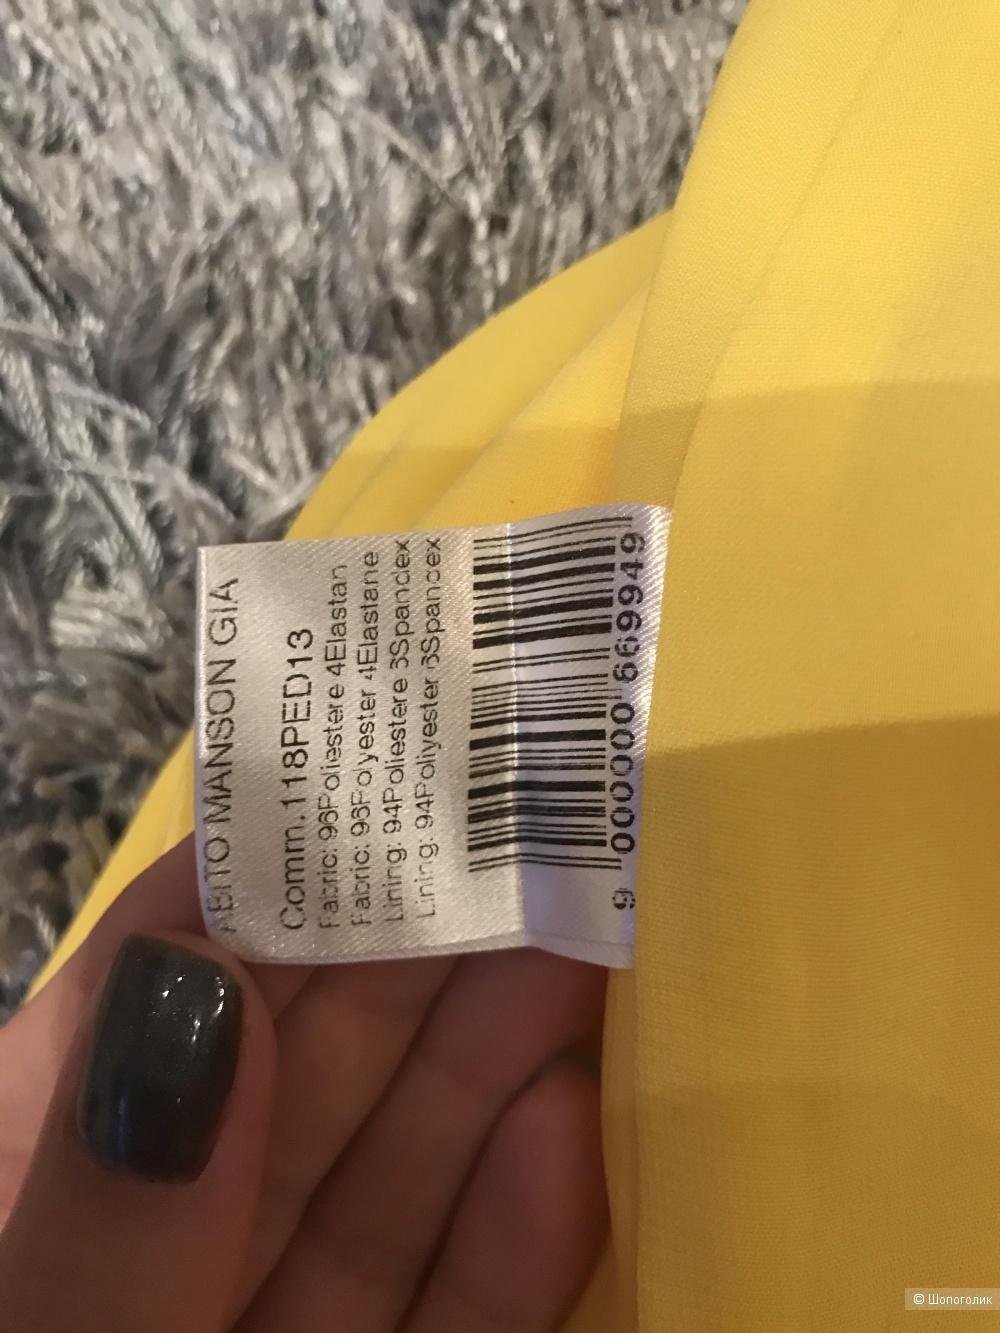 ABITO MANSON GIA
Comm.118PED13
Fabric: 96Poliestere 4Elastan
Fabric: 96Polyester 4Elastane
Lining: 94Poliestere 6Spandex
Lining: 94Poliyester 6Spandex
9 000000 669949
© Шопоголик